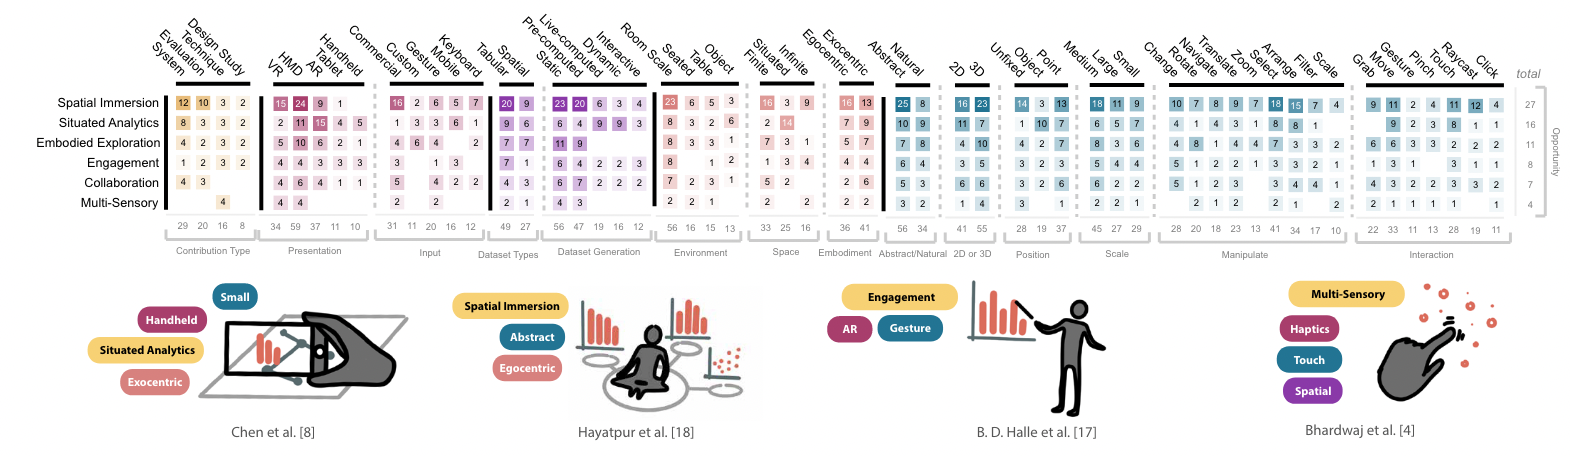 System Evaluation Technique Design Study VR HMD AR Tablet Handheld Commercial Custom Gesture Mobile Keyboard Tabular Spatial Static Pre-computed Live-computed Dynamic Interactive Room Scale Seated Table Object Finite Situated Infinite Egocentric Exocentric Abstract Natural 2D 3D Unfixed Object Point Medium Large Small Change Rotate Navigate Translate Zoom Select Arrange Filter Scale Grab Move Gesture Pinch Touch Raycast Click total
Spatial Immersion 12 10 3 2 15 24 9 1 16 2 6 5 7 20 9 23 20 6 3 4 23 6 5 3 16 3 9 16 13 25 8 16 23 14 3 13 18 11 9 10 7 8 9 7 18 15 7 4 9 11 2 4 11 12 4 27
Situated Analytics 8 3 3 2 2 11 15 4 5 1 3 3 6 1 9 6 6 4 9 9 3 8 3 2 6 2 14 7 9 10 9 11 7 1 10 7 6 5 7 4 1 4 3 1 8 8 1 9 2 3 8 1 1 16
Embodied Exploration 4 2 3 2 5 10 6 2 1 4 6 4 2 7 7 11 9 8 3 1 1 7 3 1 5 4 7 8 4 10 4 2 7 8 3 6 4 8 1 4 4 7 3 3 2 6 3 3 3 7 2 2 11
Engagement 1 2 3 2 4 4 3 3 3 3 1 3 7 1 6 4 2 2 3 8 1 2 1 3 4 3 4 6 4 5 5 3 2 4 5 4 3 3 1 2 2 3 4 3 2 1 1 3 1 3 1 1 8
Collaboration 4 3 4 6 4 1 1 5 4 2 2 4 3 6 7 2 2 2 7 2 3 1 5 2 2 6 5 3 6 6 3 2 6 6 2 2 5 1 2 3 3 4 4 1 4 3 2 3 3 3 2 7
Multi-Sensory 4 4 4 2 2 2 1 4 3 2 2 1 2 2 2 4 3 2 1 4 3 1 2 2 1 2 1 2 2 1 2 2 1 1 1 1 1 4
29 20 16 8 34 59 37 11 10 31 11 20 16 12 49 27 56 47 19 16 12 56 16 15 13 33 25 16 36 41 56 34 41 55 28 19 37 45 27 29 28 20 18 23 13 41 34 17 10 22 33 11 13 28 19 11
Contribution Type Presentation Input Dataset Types Dataset Generation Environment Space Embodiment Abstract/Natural 2D or 3D Position Scale Manipulate Interaction
Opportunity
Small
Handheld
Situated Analytics
Exocentric
Chen et al. [8]
Spatial Immersion
Abstract
Egocentric
Hayatpur et al. [18]
Engagement
AR Gesture
B. D. Halle et al. [17]
Multi-Sensory
Haptics
Touch
Spatial
Bhardwaj et al. [4]